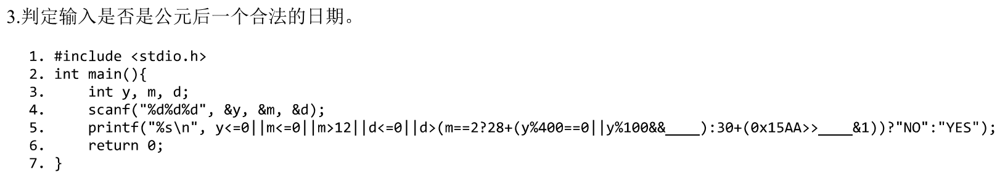 3.判定输入是否是公元后一个合法的日期。
1. #include <stdio.h>
2. int main(){
3.     int y, m, d;
4.     scanf("%d%d%d", &y, &m, &d);
5.     printf("%s\n", y<=0||m<=0||m>12||d<=0||d>(m==2?28+(y%400==0||y%100&&____):30+(0x15AA>>____&1))?"NO":"YES");
6.     return 0;
7. }